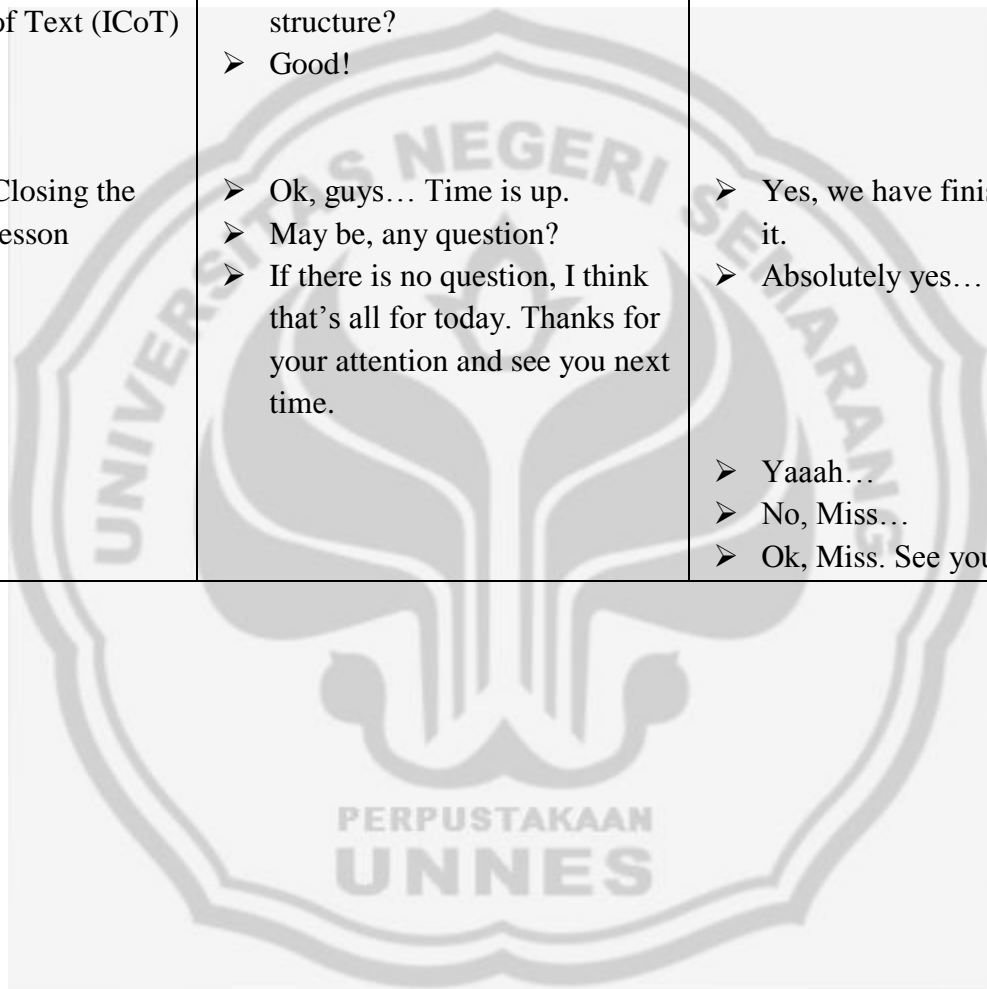 of Text (ICoT)
structure?
➢ Good!
Closing the
esson
➢ Ok, guys… Time is up.
➢ May be, any question?
➢ If there is no question, I think
that’s all for today. Thanks for
your attention and see you next
time.
➢ Yes, we have finis
it.
➢ Absolutely yes…
➢ Yaaah…
➢ No, Miss…
➢ Ok, Miss. See you
UNIVERSITAS NEGERI SEMARANG
PERPUSTAKAAN
UNNES